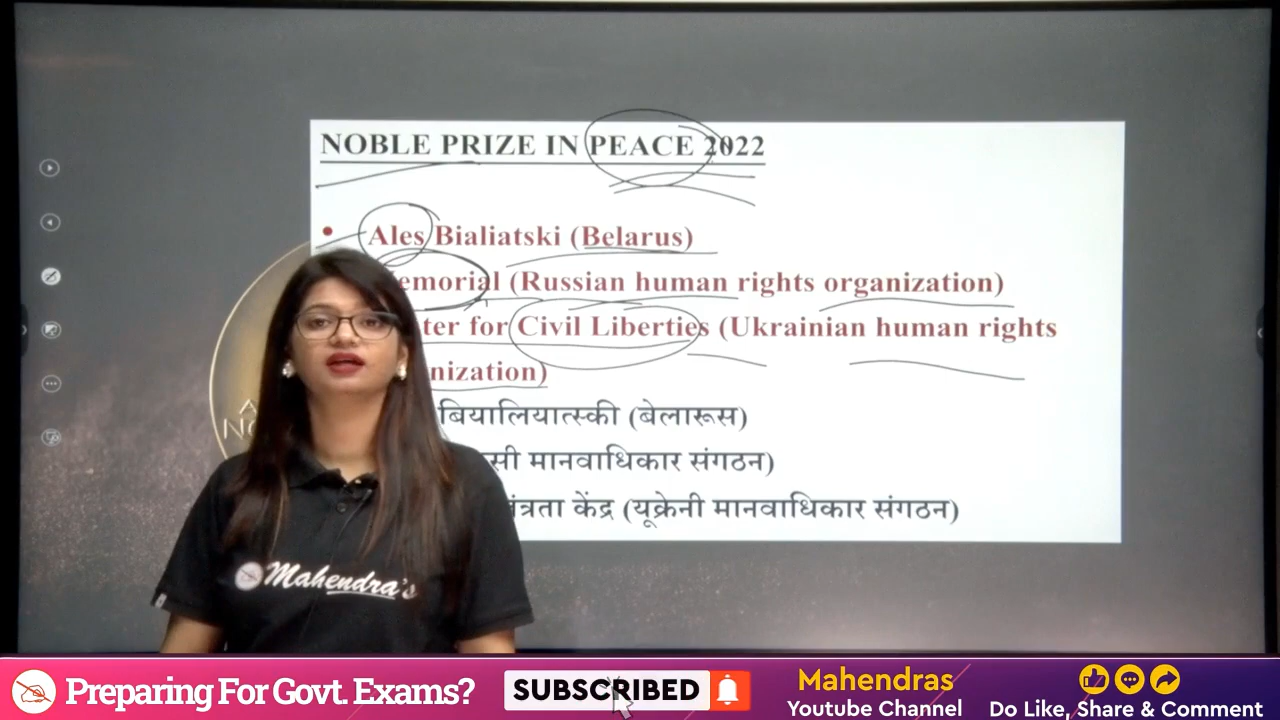 NOBLE PRIZE IN PEACE 2022
• Ales Bialiatski (Belarus)
emorial (Russian human rights organization)
ter for Civil Liberties (Ukrainian human rights
nization)
बियालियात्स्की (बेलारूस)
सी मानवाधिकार संगठन)
तंत्रता केंद्र (यूक्रेनी मानवाधिकार संगठन)
Mahendra's
Preparing For Govt. Exams?
SUBSCRIBED
Mahendras
Youtube Channel
Do Like, Share & Comment